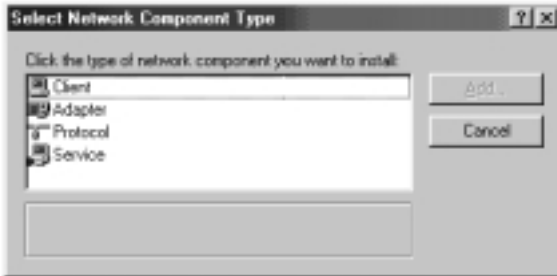 Select Network Component Type
Click the type of network component you want to install:
Client
Adapter
Protocol
Service
Add...
Cancel